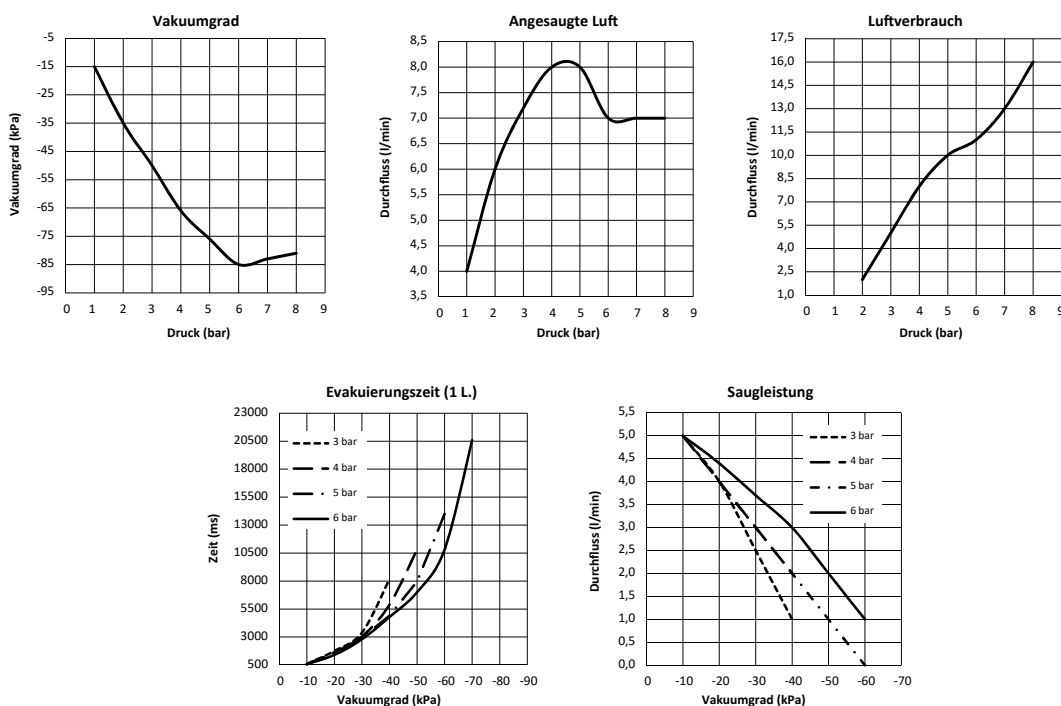 Vakuumgrad
-5
-15
-25
-35
-45
-55
-65
-75
-85
-95
0 1 2 3 4 5 6 7 8 9
Vakuumgrad (kPa)
Druck (bar)
Angesaugte Luft
8,5
8,0
7,5
7,0
6,5
6,0
5,5
5,0
4,5
4,0
3,5
0 1 2 3 4 5 6 7 8 9
Durchfluss (l/min)
Druck (bar)
Luftverbrauch
17,5
16,0
14,5
13,0
11,5
10,0
8,5
7,0
5,5
4,0
2,5
1,0
0 1 2 3 4 5 6 7 8 9
Durchfluss (l/min)
Druck (bar)
Evakuierungszeit (1 L.)
23000
20500
18000
15500
13000
10500
8000
5500
3000
500
3 bar
4 bar
5 bar
6 bar
0 -10 -20 -30 -40 -50 -60 -70 -80 -90
Zeit (ms)
Vakuumgrad (kPa)
Saugleistung
5,5
5,0
4,5
4,0
3,5
3,0
2,5
2,0
1,5
1,0
0,5
0,0
3 bar
4 bar
5 bar
6 bar
0 -10 -20 -30 -40 -50 -60 -70
Durchfluss (l/min)
Vakuumgrad (kPa)